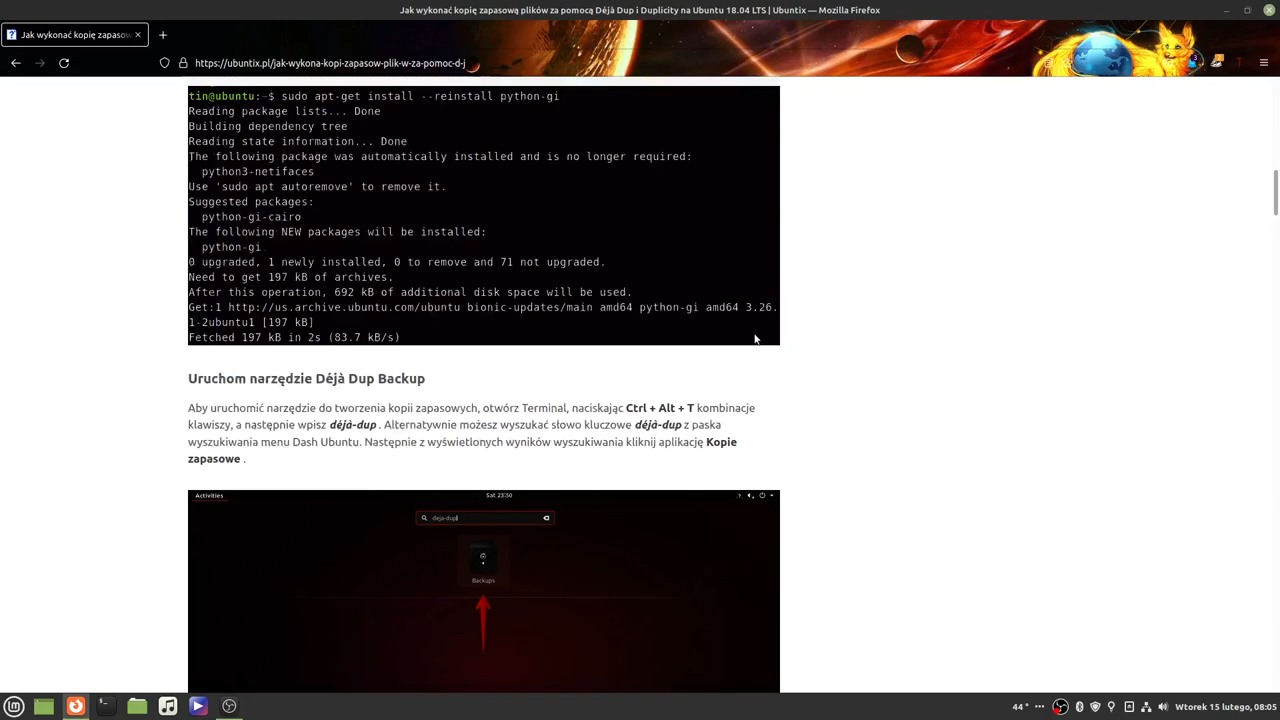 Jak wykonać kopię zapasową plików za pomocą Déjà Dup w Ubuntu 18.04 LTS | Ubuntix — Mozilla Firefox
Jak wykonać kopię zapasow
https://ubuntix.pl/jak-wykona-kopi-zapasow-plik-w-za-pomoc-d-j
tin@ubuntu:~$ sudo apt-get install --reinstall python-gi
Reading package lists... Done
Building dependency tree
Reading state information... Done
The following package was automatically installed and is no longer required:
python3-netifaces
Use 'sudo apt autoremove' to remove it.
Suggested packages:
python-gi-cairo
The following NEW packages will be installed:
python-gi
0 upgraded, 1 newly installed, 0 to remove and 71 not upgraded.
Need to get 197 kB of archives.
After this operation, 692 kB of additional disk space will be used.
Get:1 http://us.archive.ubuntu.com/ubuntu bionic-updates/main amd64 python-gi amd64 3.26.
1-2ubuntu1 [197 kB]
Fetched 197 kB in 2s (83.7 kB/s)
Uruchom narzędzie Déjà Dup Backup
Aby uruchomić narzędzie do tworzenia kopii zapasowych, otwórz Terminal, naciskając Ctrl + Alt + T kombinacje
klawiszy, a następnie wpisz déjà-dup . Alternatywnie możesz wyszukać słowo kluczowe déjà-dup z paska
wyszukiwania menu Dash Ubuntu. Następnie z wyświetlonych wyników wyszukiwania kliknij aplikację Kopie
zapasowe .
Activities
Sat 23:50
deja-dup
Backups
44° Wtorek 15 lutego, 08:05